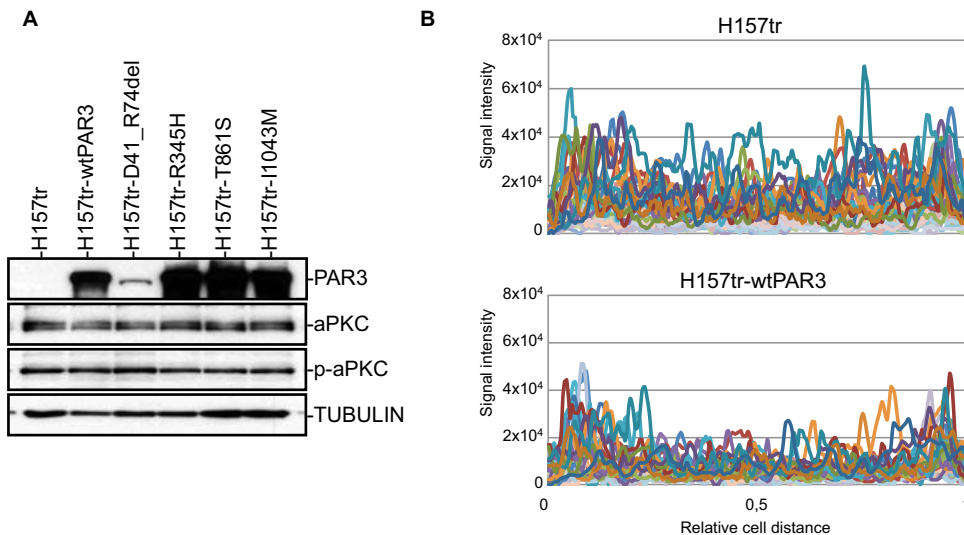 A
-H157tr
-H157tr-wtPAR3
-H157tr-D41_R74del
-H157tr-R345H
-H157tr-T861S
-H157tr-I1043M
-PAR3
-aPKC
-p-aPKC
-TUBULIN
B
H157tr
8x10⁴
6x10⁴
4x10⁴
2x10⁴
0
Signal intensity
H157tr-wtPAR3
8x10⁴
6x10⁴
4x10⁴
2x10⁴
0
Signal intensity
0
0,5
Relative cell distance